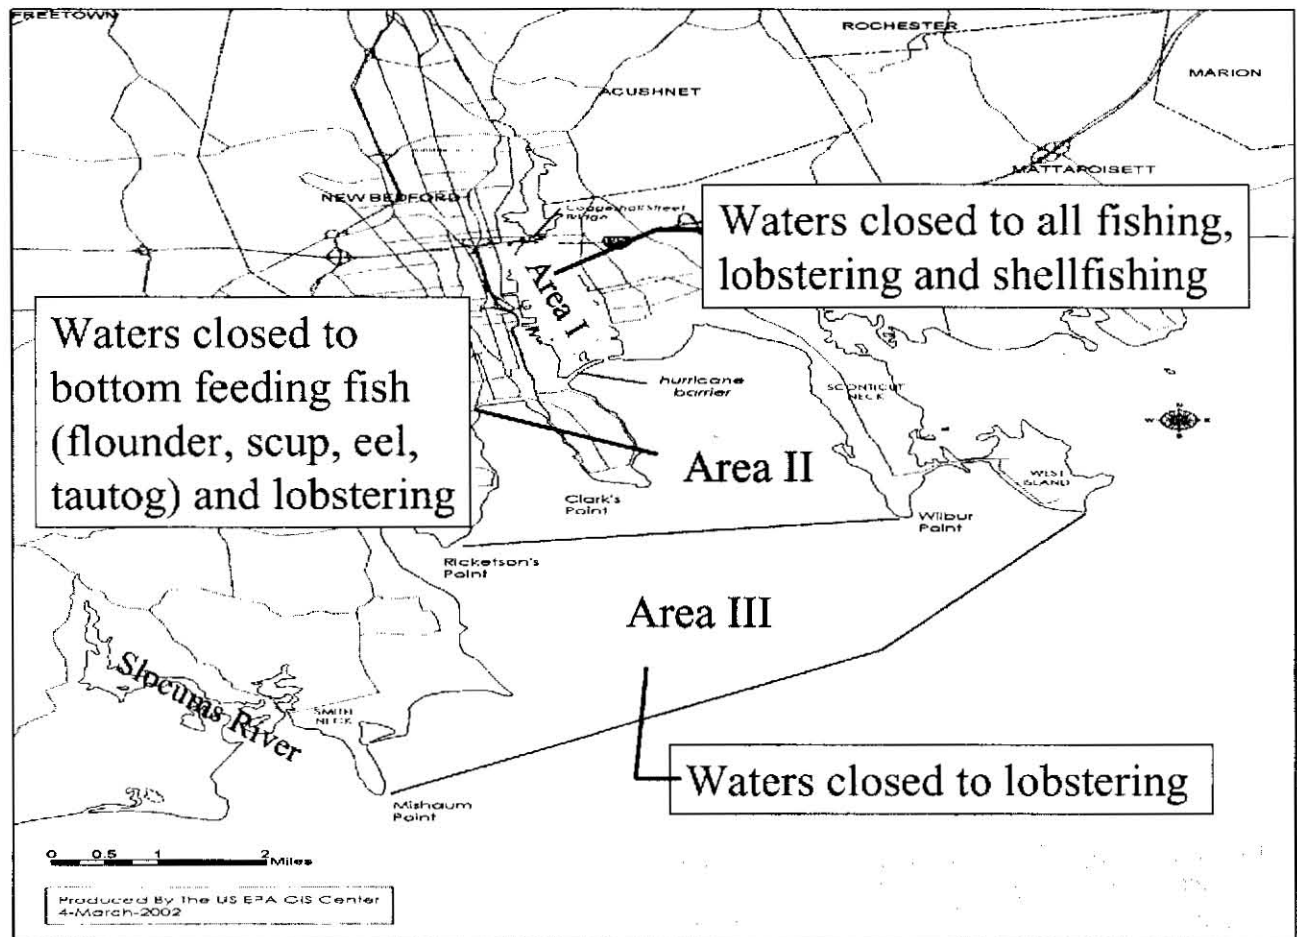 FREETOWN
ROCHESTER
MARION
ACUSHNET
MATTAPOISETT
NEW BEDFORD
Coggeshall Street
Waters closed to all fishing,
lobstering and shellfishing
Area I
Waters closed to
bottom feeding fish
(flounder, scup, eel,
tautog) and lobstering
hurricane
barrier
SCONTICUT
NECK
N
W
E
S
Area II
WEST
ISLAND
Clark's
Point
Wilbur
Point
Ricketson's
Point
Area III
Slocums River
SMITH
NECK
Waters closed to lobstering
Mishaum
Point
0 0.5 1 2 Miles
Produced By The US EPA GIS Center
4-March-2002